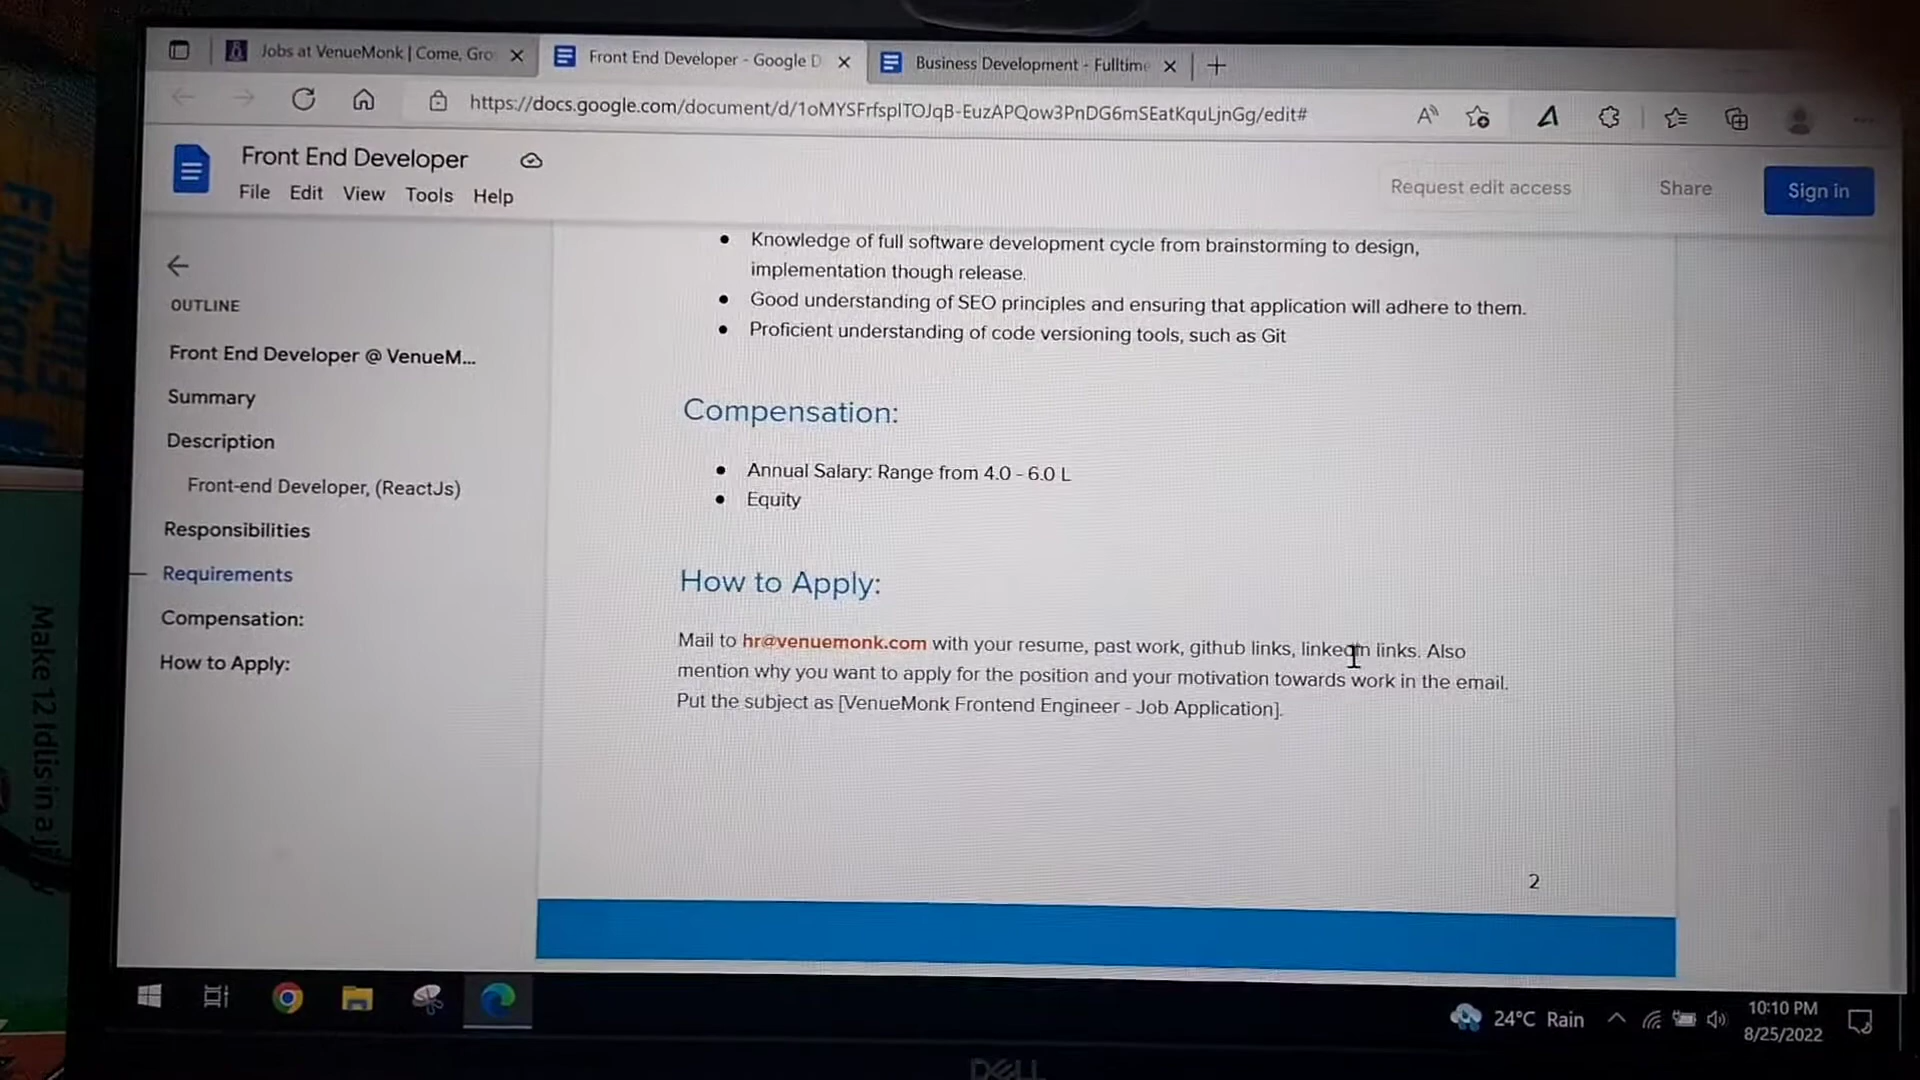 Jobs at VenueMonk | Come, Gro
Front End Developer - Google D
Business Development - Fulltime
https://docs.google.com/document/d/1oMYSFrfsplTOJqB-EuzAPQow3PnDG6mSEatKquLjnGg/edit#
Front End Developer
File Edit View Tools Help
Request edit access
Share
Sign in
OUTLINE
Front End Developer @ VenueM...
Summary
Description
Front-end Developer, (ReactJs)
Responsibilities
Requirements
Compensation:
How to Apply:
• Knowledge of full software development cycle from brainstorming to design,
implementation though release.
• Good understanding of SEO principles and ensuring that application will adhere to them.
• Proficient understanding of code versioning tools, such as Git
Compensation:
• Annual Salary: Range from 4.0 - 6.0 L
• Equity
How to Apply:
Mail to hr@venuemonk.com with your resume, past work, github links, linkedin links. Also
mention why you want to apply for the position and your motivation towards work in the email.
Put the subject as [VenueMonk Frontend Engineer - Job Application].
2
24°C Rain
10:10 PM
8/25/2022
DELL
Flipkart
Make 12 Idlis in a